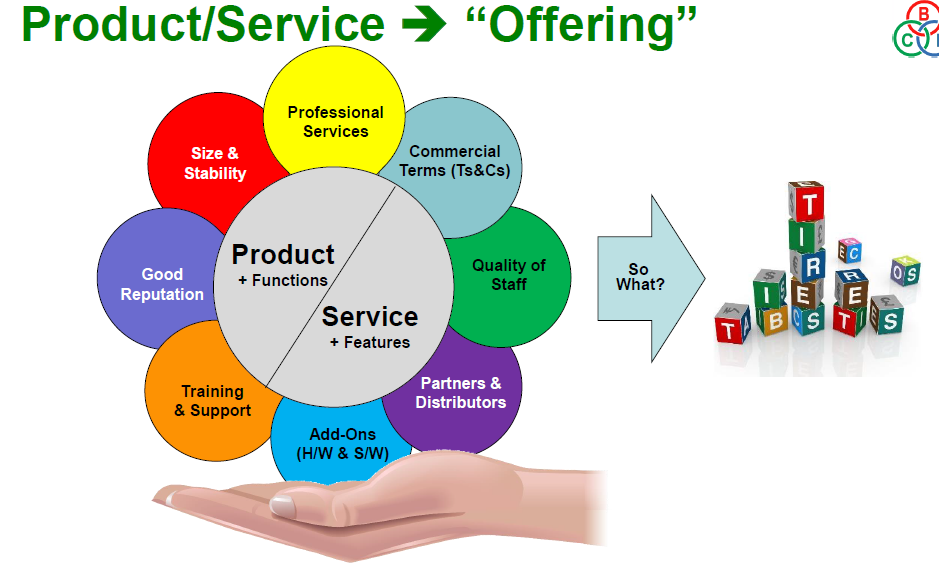 Product/Service ➔ “Offering”
B
C
Professional
Services
Size &
Stability
Commercial
Terms (Ts&Cs)
Good
Reputation
Product
+ Functions
Service
+ Features
Quality of
Staff
Training
& Support
Partners &
Distributors
Add-Ons
(H/W & S/W)
So
What?
T
I
R
I E E
T B S T S
E C
O S